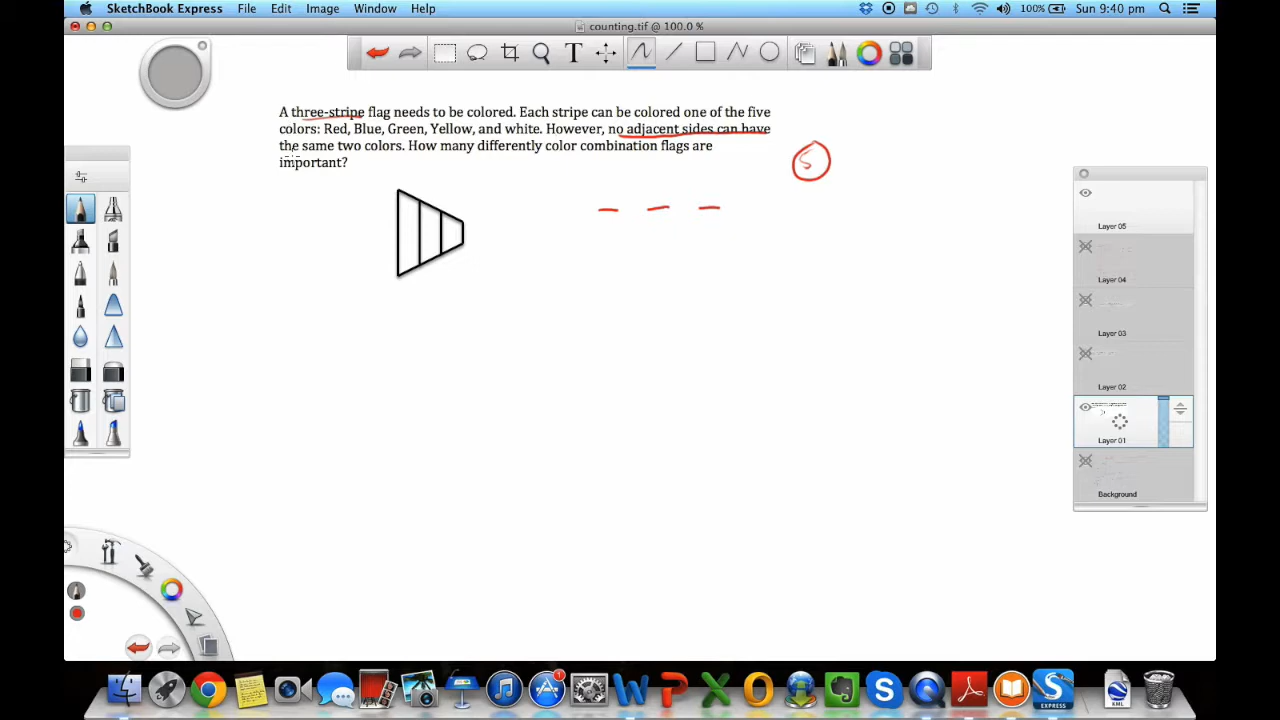 SketchBook Express File Edit Image Window Help 100% Sun 9:40 pm
counting.tif @ 100.0 %
T
A three-stripe flag needs to be colored. Each stripe can be colored one of the five
colors: Red, Blue, Green, Yellow, and white. However, no adjacent sides can have
the same two colors. How many differently color combination flags are
important?
5
Layer 05
Layer 04
Layer 03
Layer 02
Layer 01
Background
1
W P X O S S
EXPRESS
KML